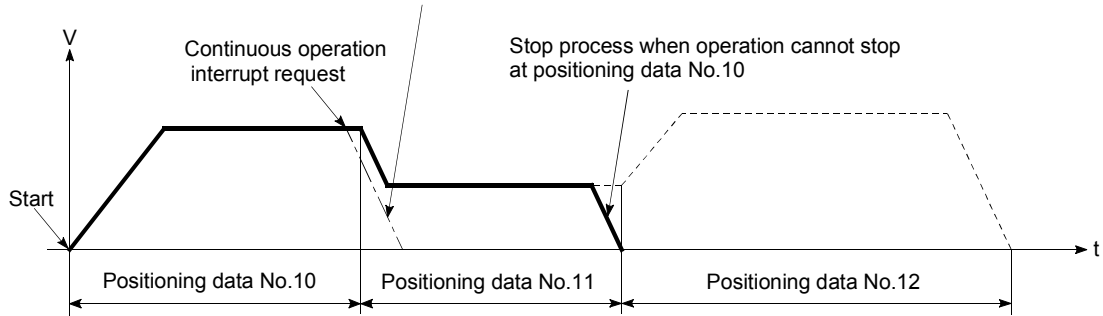 V
Continuous operation
interrupt request
Stop process when operation cannot stop
at positioning data No.10
Start
t
Positioning data No.10
Positioning data No.11
Positioning data No.12